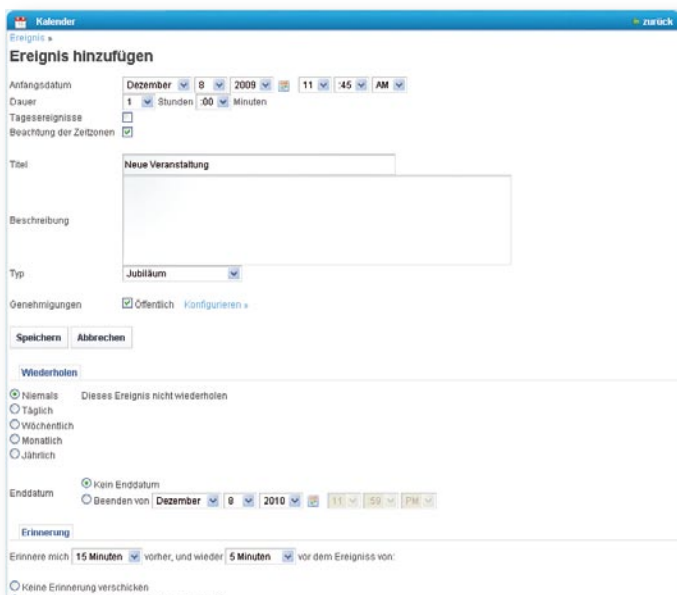 Kalender zurück
Ereignis »
Ereignis hinzufügen
Anfangsdatum Dezember 8 2009 11 :45 AM
Dauer 1 Stunden :00 Minuten
Tagesereignisse
Beachtung der Zeitzonen
Titel Neue Veranstaltung
Beschreibung
Typ Jubiläum
Genehmigungen Öffentlich Konfigurieren »
Speichern Abbrechen
Wiederholen
Niemals Dieses Ereignis nicht wiederholen
Täglich
Wöchentlich
Monatlich
Jährlich
Kein Enddatum
Enddatum
Beenden von Dezember 8 2010 11 :59 PM
Erinnerung
Erinnere mich 15 Minuten vorher, und wieder 5 Minuten vor dem Ereigniss von:
Keine Erinnerung verschicken